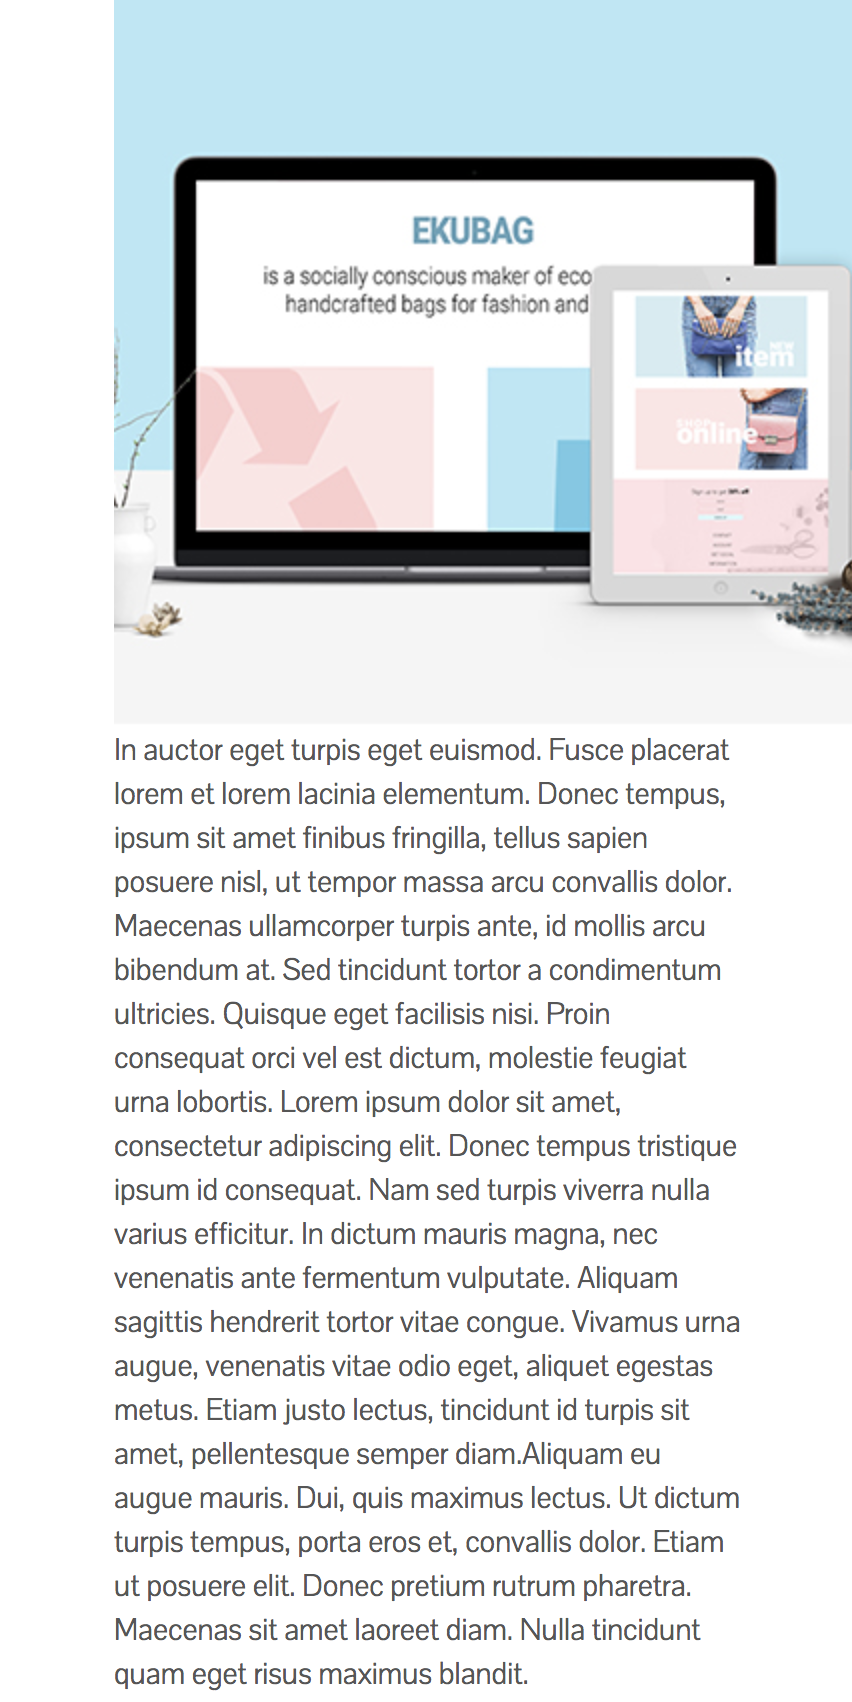 EKUBAG
is a socially conscious maker of eco
handcrafted bags for fashion and
NEW
item
SHOP
online
Sign up to get 30% off
In auctor eget turpis eget euismod. Fusce placerat
lorem et lorem lacinia elementum. Donec tempus,
ipsum sit amet finibus fringilla, tellus sapien
posuere nisl, ut tempor massa arcu convallis dolor.
Maecenas ullamcorper turpis ante, id mollis arcu
bibendum at. Sed tincidunt tortor a condimentum
ultricies. Quisque eget facilisis nisi. Proin
consequat orci vel est dictum, molestie feugiat
urna lobortis. Lorem ipsum dolor sit amet,
consectetur adipiscing elit. Donec tempus tristique
ipsum id consequat. Nam sed turpis viverra nulla
varius efficitur. In dictum mauris magna, nec
venenatis ante fermentum vulputate. Aliquam
sagittis hendrerit tortor vitae congue. Vivamus urna
augue, venenatis vitae odio eget, aliquet egestas
metus. Etiam justo lectus, tincidunt id turpis sit
amet, pellentesque semper diam.Aliquam eu
augue mauris. Dui, quis maximus lectus. Ut dictum
turpis tempus, porta eros et, convallis dolor. Etiam
ut posuere elit. Donec pretium rutrum pharetra.
Maecenas sit amet laoreet diam. Nulla tincidunt
quam eget risus maximus blandit.